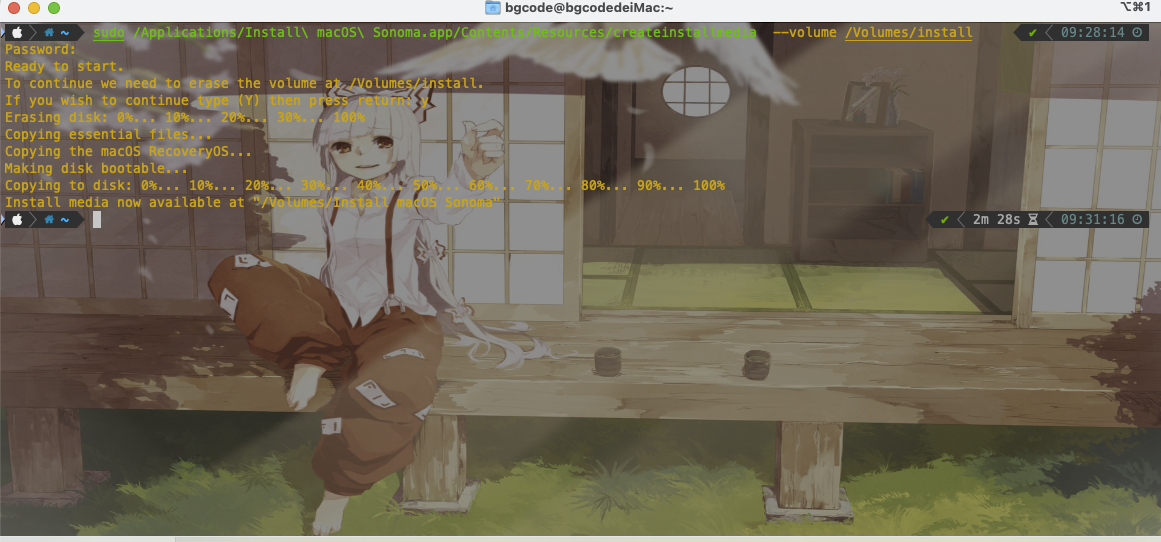 bgcode@bgcodedeiMac:~
⌥⌘1
~ sudo /Applications/Install\ macOS\ Sonoma.app/Contents/Resources/createinstallmedia --volume /Volumes/install ✔ 09:28:14
Password:
Ready to start.
To continue we need to erase the volume at /Volumes/install.
If you wish to continue type (Y) then press return: y
Erasing disk: 0%... 10%... 20%... 30%... 100%
Copying essential files...
Copying the macOS RecoveryOS...
Making disk bootable...
Copying to disk: 0%... 10%... 20%... 30%... 40%... 50%... 60%... 70%... 80%... 90%... 100%
Install media now available at "/Volumes/Install macOS Sonoma"
~ ✔ 2m 28s 09:31:16